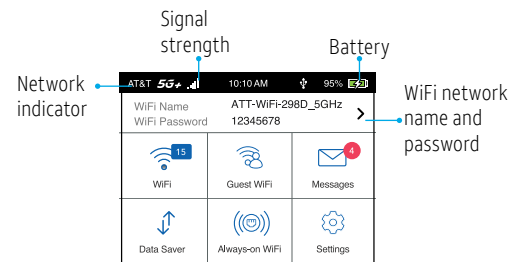 Signal
strength
Battery
Network
indicator
AT&T 5G+ 10:10 AM 95%
WiFi Name ATT-WiFi-298D_5GHz
WiFi Password 12345678
WiFi network
name and
password
15
4
WiFi Guest WiFi Messages
Data Saver Always-on WiFi Settings